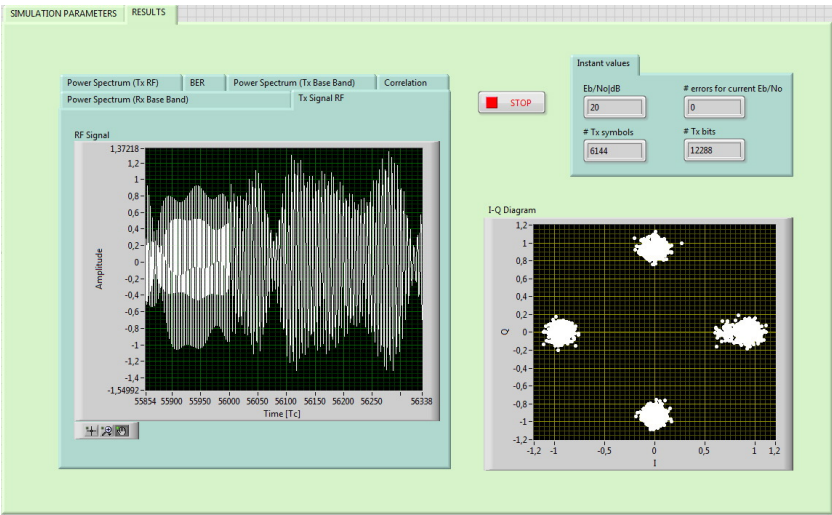 SIMULATION PARAMETERS RESULTS
Power Spectrum (Tx RF) BER Power Spectrum (Tx Base Band) Correlation
Power Spectrum (Rx Base Band) Tx Signal RF
RF Signal
1,37218
1,2
1
0,8
0,6
0,4
0,2
0
-0,2
-0,4
-0,6
-0,8
-1
-1,2
-1,4
-1,54992
Amplitude
55854 55900 55950 56000 56050 56100 56150 56200 56250 56338
Time [Tc]
STOP
Instant values
Eb/No|dB # errors for current Eb/No
20 0
# Tx symbols # Tx bits
6144 12288
I-Q Diagram
1,2
1
0,8
0,6
0,4
0,2
0
-0,2
-0,4
-0,6
-0,8
-1
-1,2
Q
-1,2 -1 -0,5 0 0,5 1 1,2
I